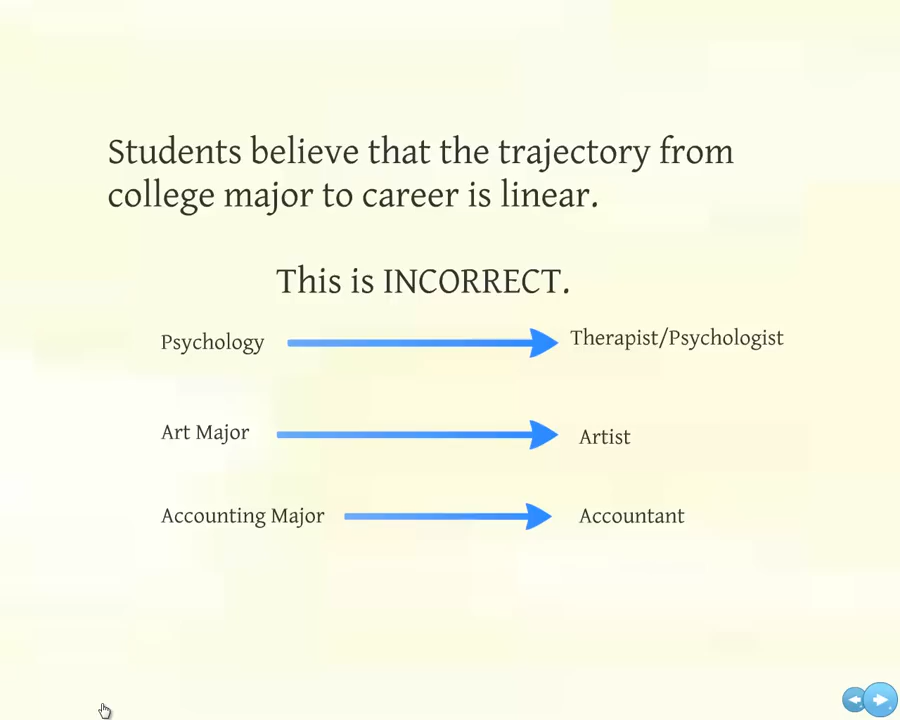 Students believe that the trajectory from
college major to career is linear.
This is INCORRECT.
Psychology Therapist/Psychologist
Art Major Artist
Accounting Major Accountant